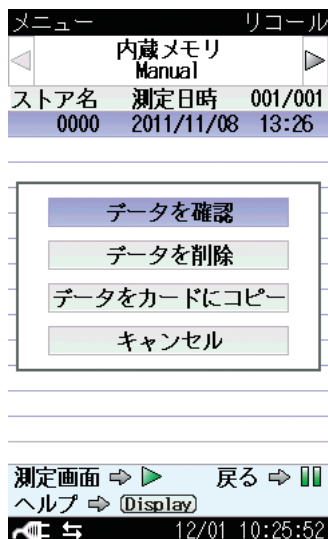 メニュー リコール
内蔵メモリ
Manual
ストア名 測定日時 001/001
0000 2011/11/08 13:26
データを確認
データを削除
データをカードにコピー
キャンセル
測定画面 ⇨ ▷ 戻る ⇨ ▯▯
ヘルプ ⇨ Display
12/01 10:25:52